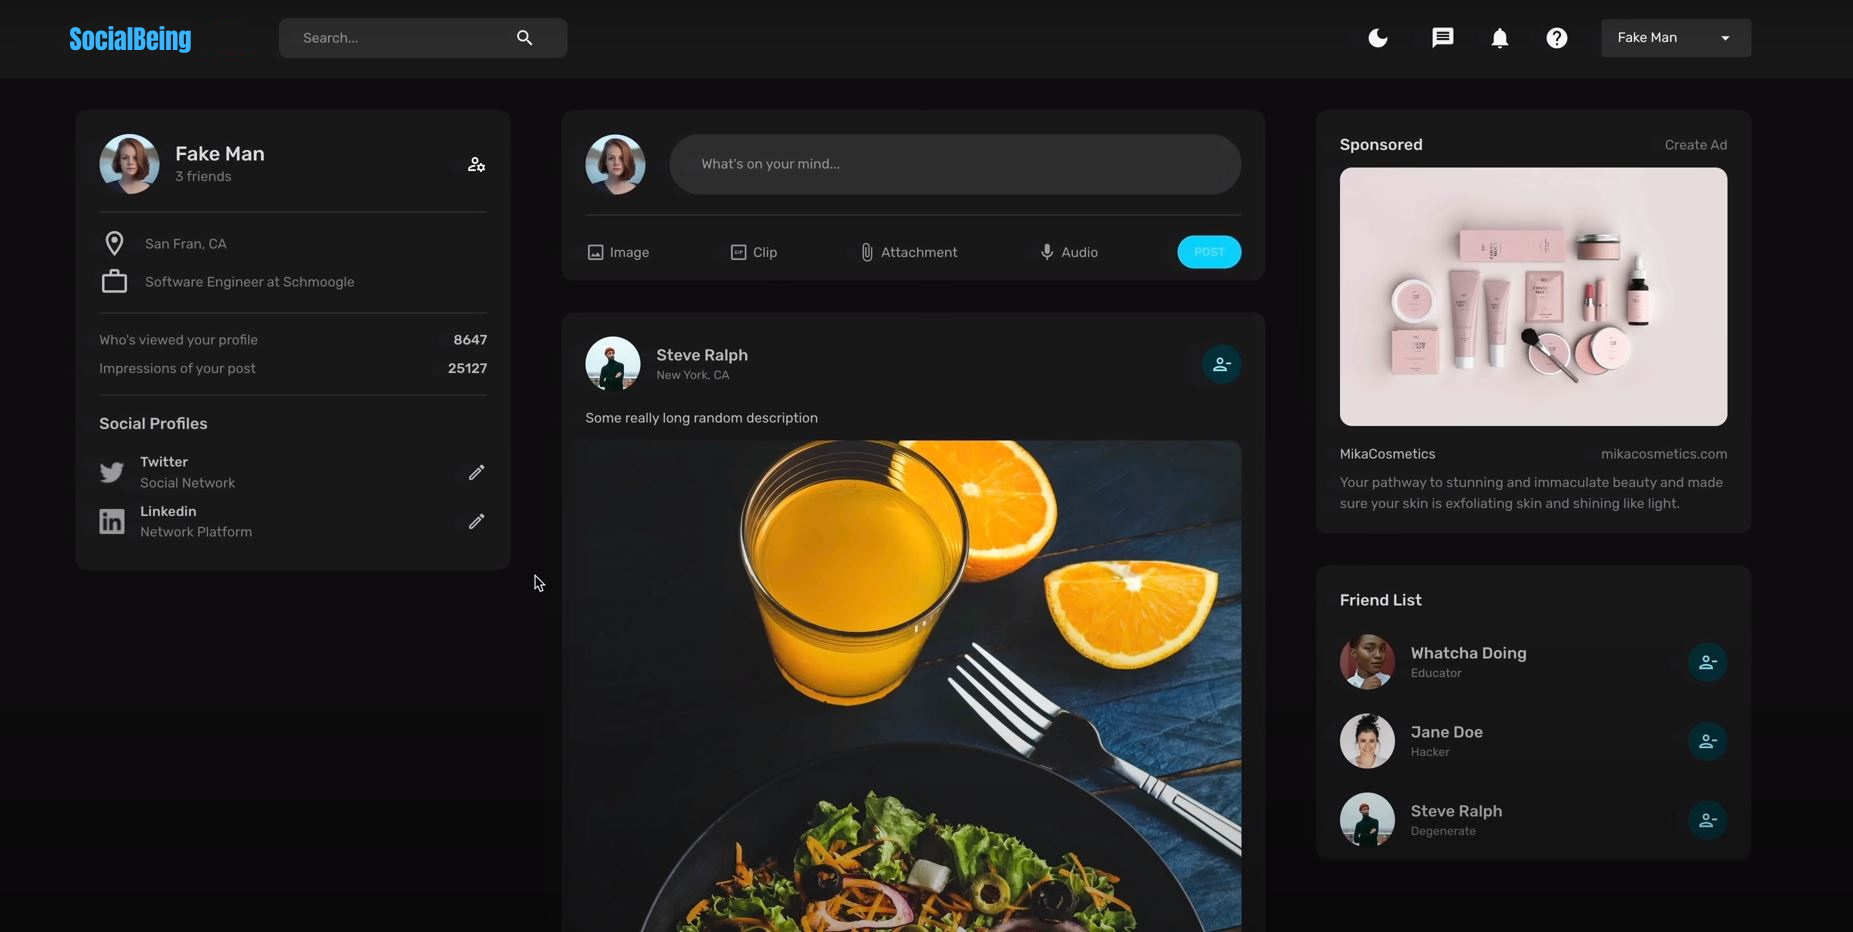 SocialBeing
Search...
Fake Man
Fake Man
3 friends
San Fran, CA
Software Engineer at Schmoogle
Who's viewed your profile 8647
Impressions of your post 25127
Social Profiles
Twitter
Social Network
Linkedin
Network Platform
What's on your mind...
Image Clip Attachment Audio POST
Steve Ralph
New York, CA
Some really long random description
Sponsored Create Ad
MikaCosmetics mikacosmetics.com
Your pathway to stunning and immaculate beauty and made
sure your skin is exfoliating skin and shining like light.
Friend List
Whatcha Doing
Educator
Jane Doe
Hacker
Steve Ralph
Degenerate